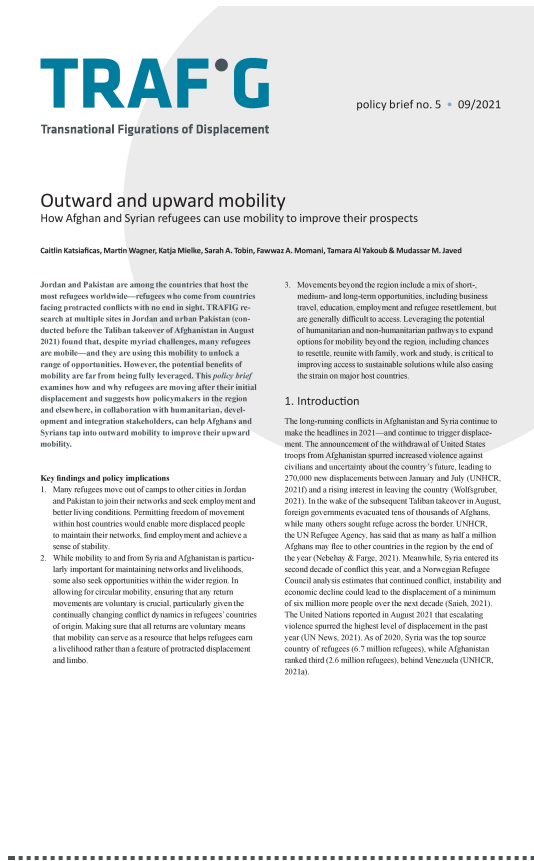 TRAFIG
Transnational Figurations of Displacement
policy brief no. 5 • 09/2021
Outward and upward mobility
How Afghan and Syrian refugees can use mobility to improve their prospects
Caitlin Katsiaficas, Martin Wagner, Katja Mielke, Sarah A. Tobin, Fawwaz A. Momani, Tamara Al Yakoub & Mudassar M. Javed
Jordan and Pakistan are among the countries that host the
most refugees worldwide—refugees who come from countries
facing protracted conflicts with no end in sight. TRAFIG re-
search at multiple sites in Jordan and urban Pakistan (con-
ducted before the Taliban takeover of Afghanistan in August
2021) found that, despite myriad challenges, many refugees
are mobile—and they are using this mobility to unlock a
range of opportunities. However, the potential benefits of
mobility are far from being fully leveraged. This policy brief
examines how and why refugees are moving after their initial
displacement and suggests how policymakers in the region
and elsewhere, in collaboration with humanitarian, devel-
opment and integration stakeholders, can help Afghans and
Syrians tap into outward mobility to improve their upward
mobility.
Key findings and policy implications
1. Many refugees move out of camps to other cities in Jordan
and Pakistan to join their networks and seek employment and
better living conditions. Permitting freedom of movement
within host countries would enable more displaced people
to maintain their networks, find employment and achieve a
sense of stability.
2. While mobility to and from Syria and Afghanistan is particu-
larly important for maintaining networks and livelihoods,
some also seek opportunities within the wider region. In
allowing for circular mobility, ensuring that any return
movements are voluntary is crucial, particularly given the
continually changing conflict dynamics in refugees' countries
of origin. Making sure that all returns are voluntary means
that mobility can serve as a resource that helps refugees earn
a livelihood rather than a feature of protracted displacement
and limbo.
3. Movements beyond the region include a mix of short-,
medium- and long-term opportunities, including business
travel, education, employment and refugee resettlement, but
are generally difficult to access. Leveraging the potential
of humanitarian and non-humanitarian pathways to expand
options for mobility beyond the region, including chances
to resettle, reunite with family, work and study, is critical to
improving access to sustainable solutions while also easing
the strain on major host countries.
1. Introduction
The long-running conflicts in Afghanistan and Syria continue to
make the headlines in 2021—and continue to trigger displace-
ment. The announcement of the withdrawal of United States
troops from Afghanistan spurred increased violence against
civilians and uncertainty about the country's future, leading to
270,000 new displacements between January and July (UNHCR,
2021f) and a rising interest in leaving the country (Wolfsgruber,
2021). In the wake of the subsequent Taliban takeover in August,
foreign governments evacuated tens of thousands of Afghans,
while many others sought refuge across the border. UNHCR,
the UN Refugee Agency, has said that as many as half a million
Afghans may flee to other countries in the region by the end of
the year (Nebehay & Farge, 2021). Meanwhile, Syria entered its
second decade of conflict this year, and a Norwegian Refugee
Council analysis estimates that continued conflict, instability and
economic decline could lead to the displacement of a minimum
of six million more people over the next decade (Saieh, 2021).
The United Nations reported in August 2021 that escalating
violence spurred the highest level of displacement in the past
year (UN News, 2021). As of 2020, Syria was the top source
country of refugees (6.7 million refugees), while Afghanistan
ranked third (2.6 million refugees), behind Venezuela (UNHCR,
2021a).